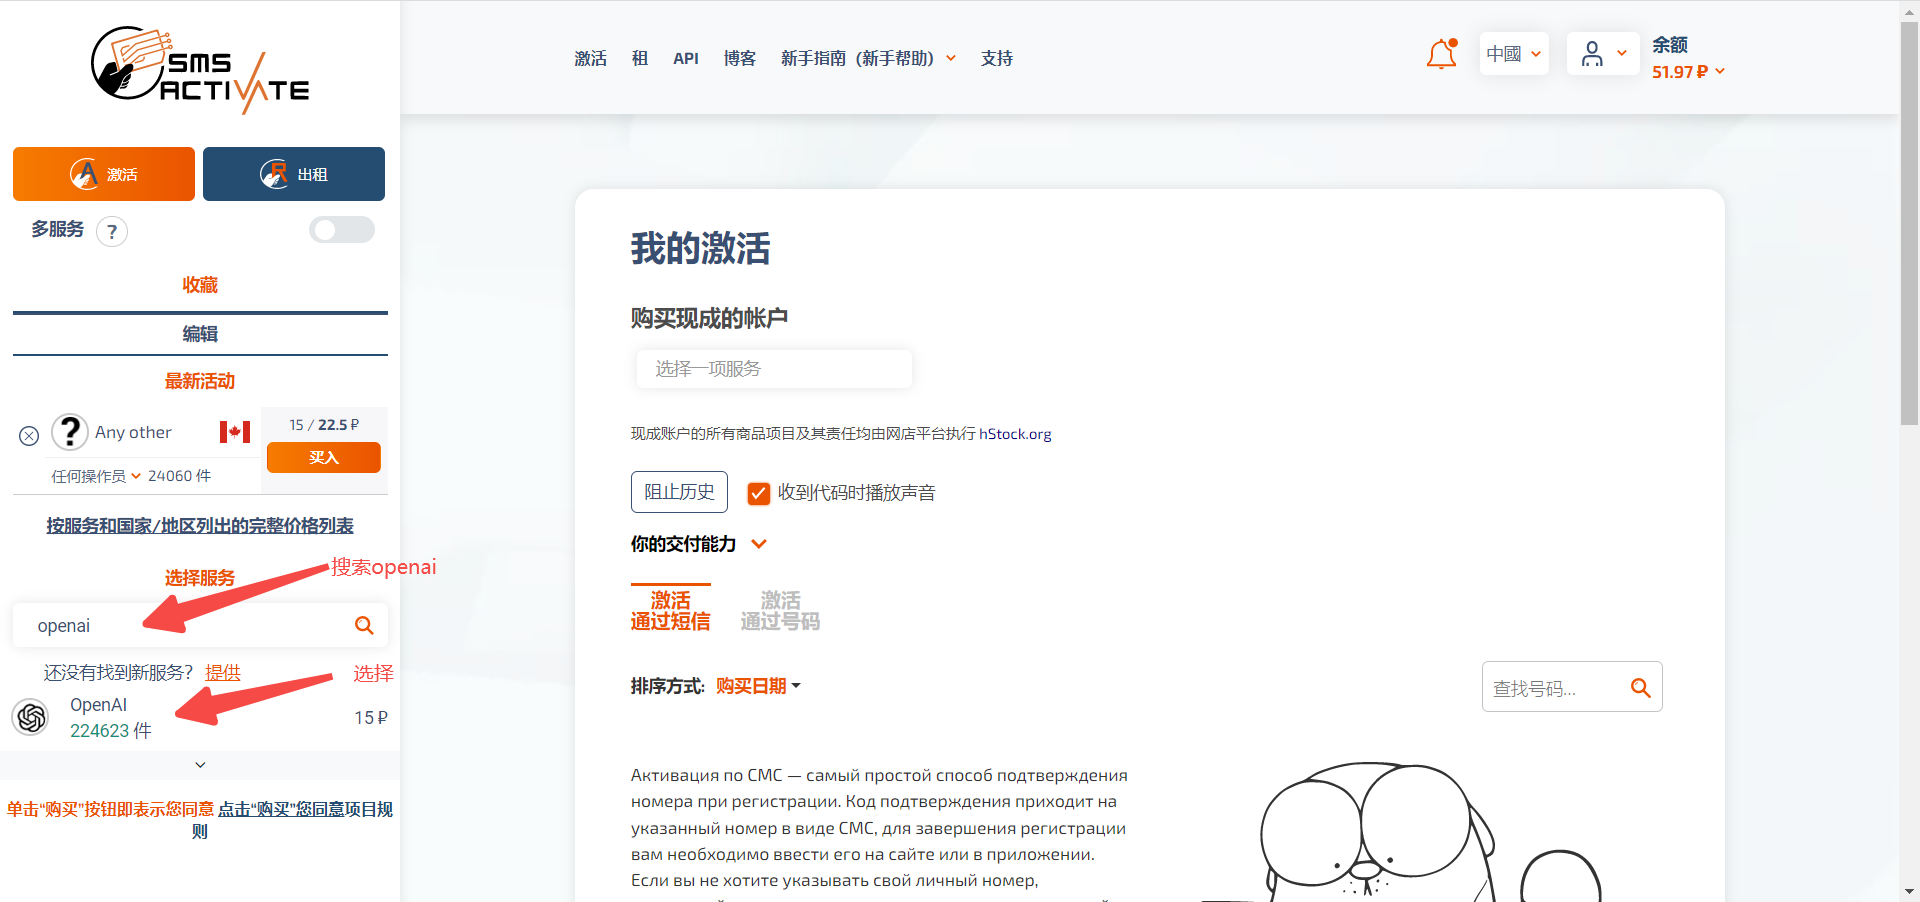 SMS
ACTIVATE
激活
租
API
博客
新手指南（新手帮助）
支持
中國
余额
51.97 ₽
激活
出租
多服务
?
收藏
编辑
最新活动
? Any other
15 / 22.5 ₽
买入
任何操作员 24060 件
按服务和国家/地区列出的完整价格列表
选择服务
搜索openai
openai
还没有找到新服务？ 提供
选择
OpenAI
224623 件
15 ₽
单击“购买”按钮即表示您同意 点击“购买”您同意项目规
则
我的激活
购买现成的帐户
选择一项服务
现成账户的所有商品项目及其责任均由网店平台执行 hStock.org
阻止历史
收到代码时播放声音
你的交付能力
激活
通过短信
激活
通过号码
排序方式: 购买日期
查找号码...
Активация по СМС — самый простой способ подтверждения
номера при регистрации. Код подтверждения приходит на
указанный номер в виде СМС, для завершения регистрации
вам необходимо ввести его на сайте или в приложении.
Если вы не хотите указывать свой личный номер,